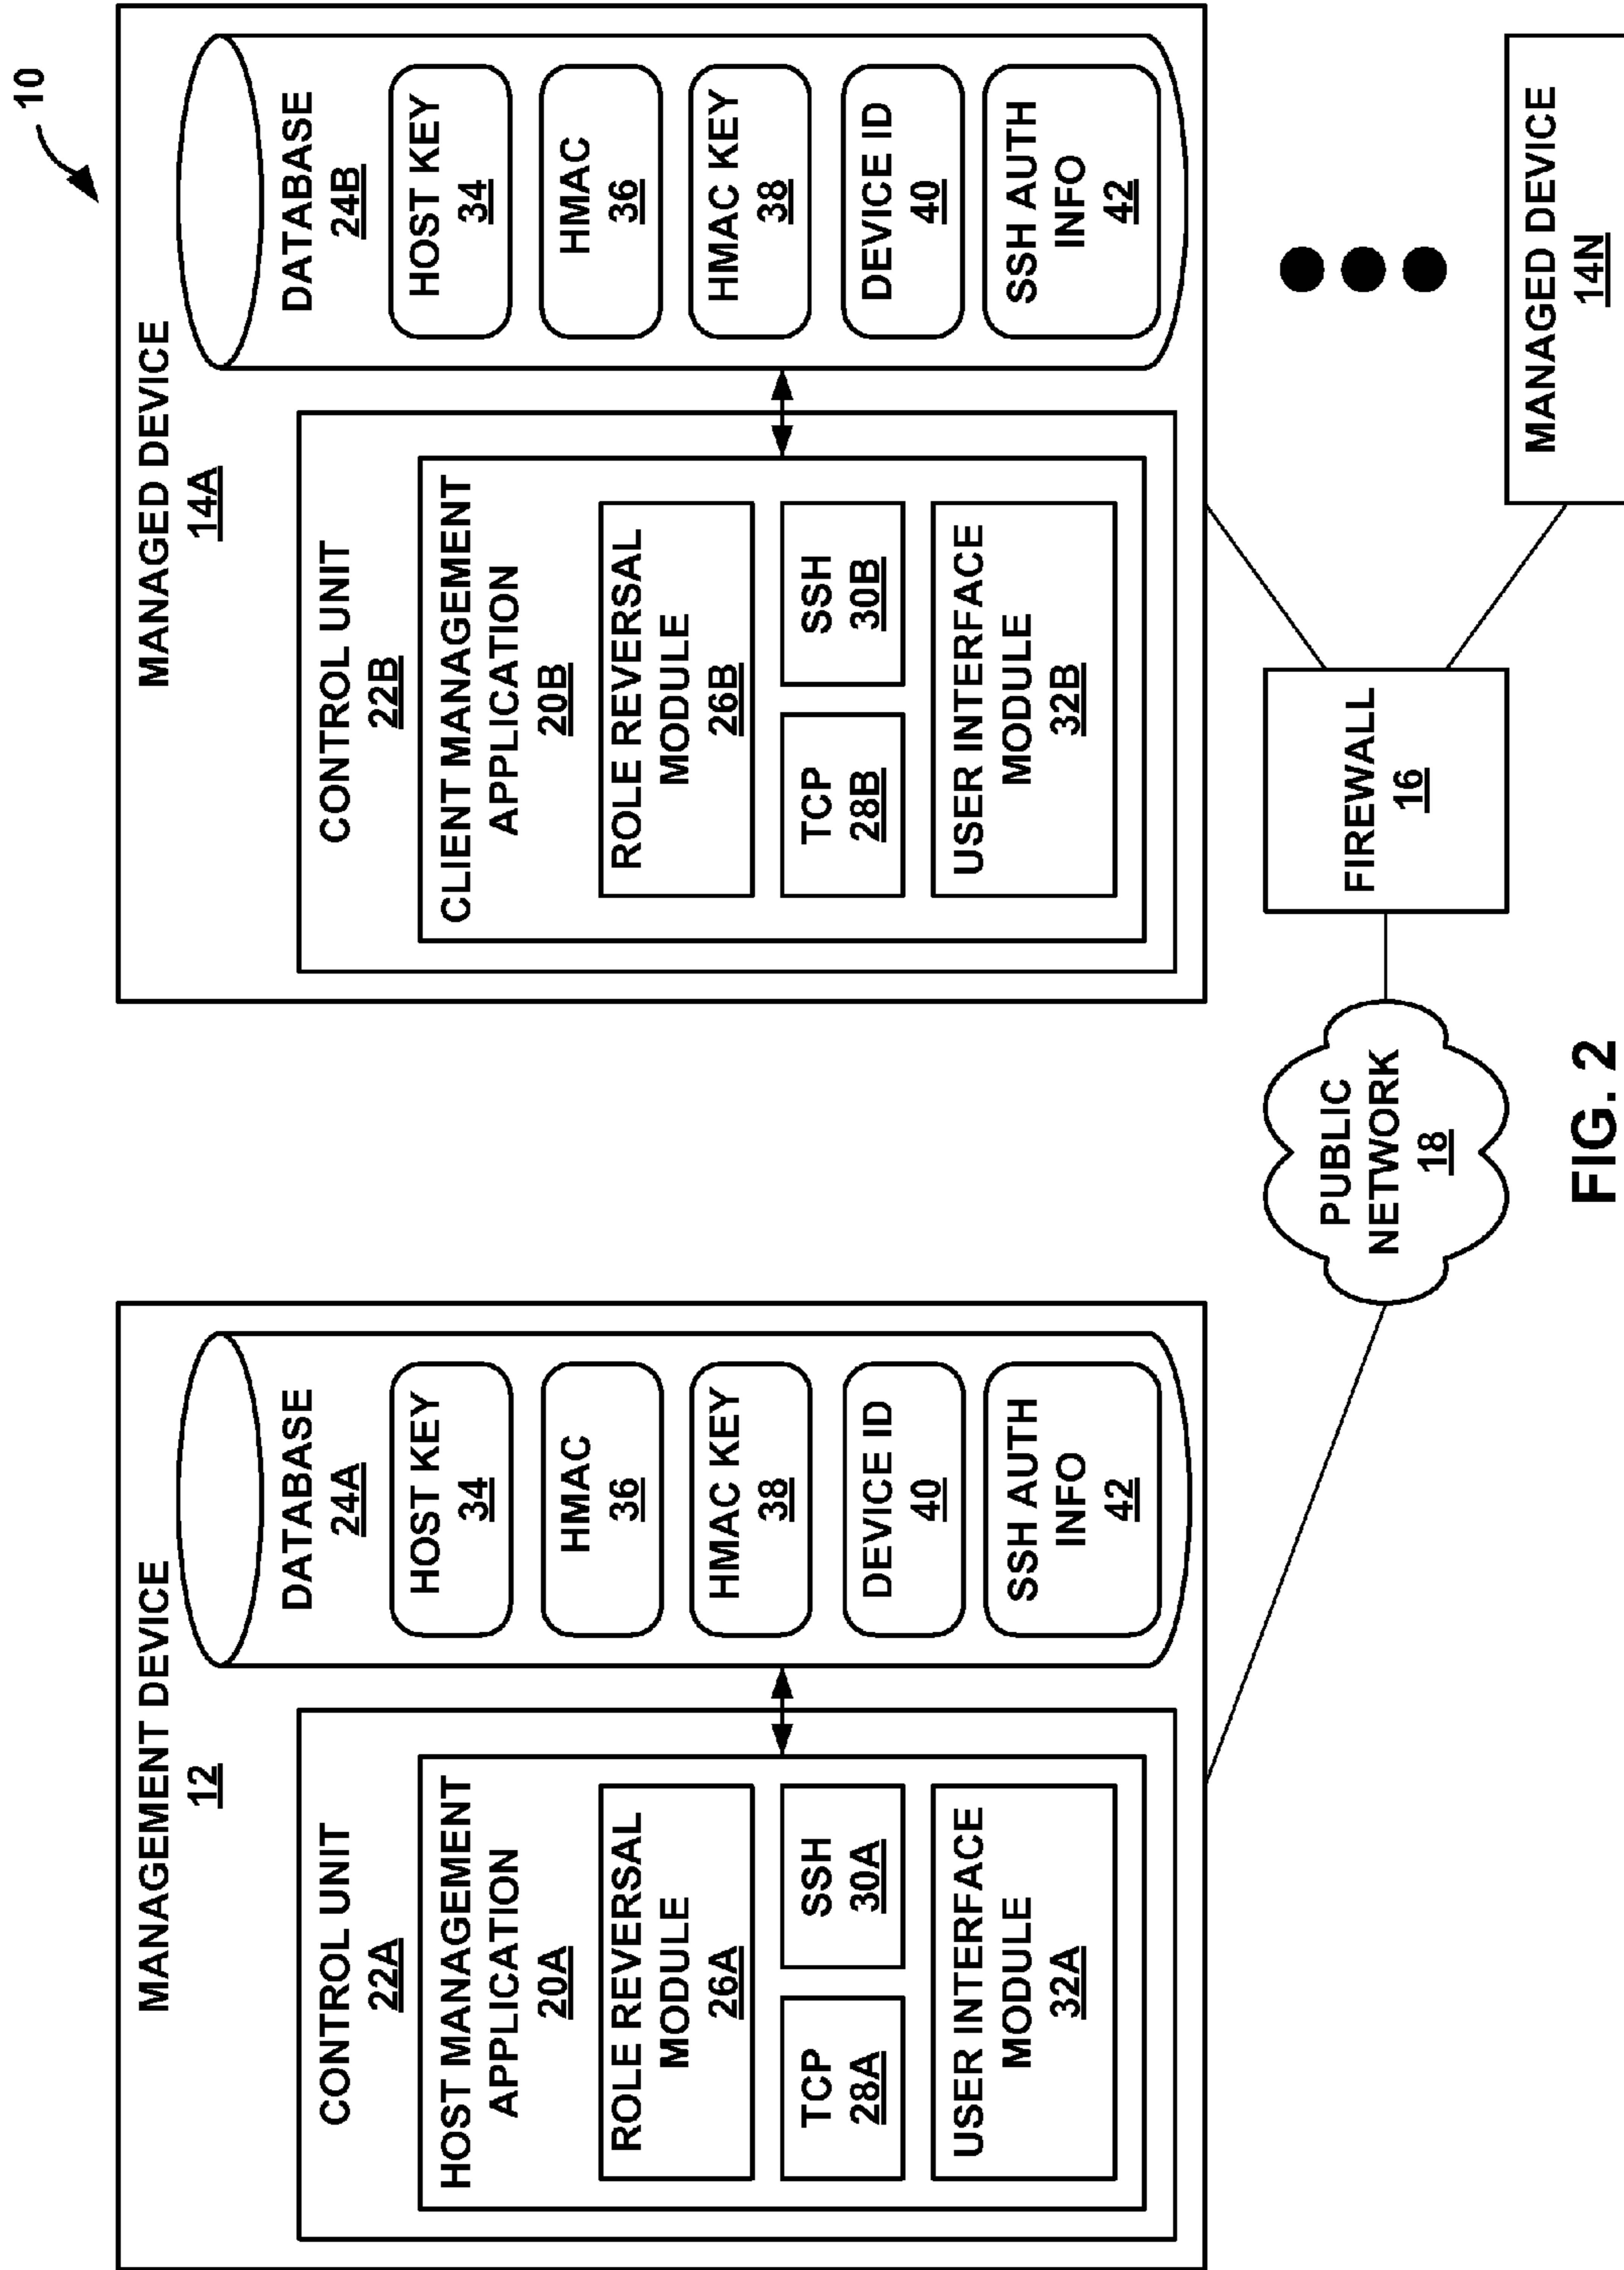 10
MANAGEMENT DEVICE
12
CONTROL UNIT
22A
HOST MANAGEMENT
APPLICATION
20A
ROLE REVERSAL
MODULE
26A
TCP
28A
SSH
30A
USER INTERFACE
MODULE
32A
DATABASE
24A
HOST KEY
34
HMAC
36
HMAC KEY
38
DEVICE ID
40
SSH AUTH
INFO
42
MANAGED DEVICE
14A
CONTROL UNIT
22B
CLIENT MANAGEMENT
APPLICATION
20B
ROLE REVERSAL
MODULE
26B
TCP
28B
SSH
30B
USER INTERFACE
MODULE
32B
DATABASE
24B
HOST KEY
34
HMAC
36
HMAC KEY
38
DEVICE ID
40
SSH AUTH
INFO
42
PUBLIC
NETWORK
18
FIREWALL
16
MANAGED DEVICE
14N
FIG. 2